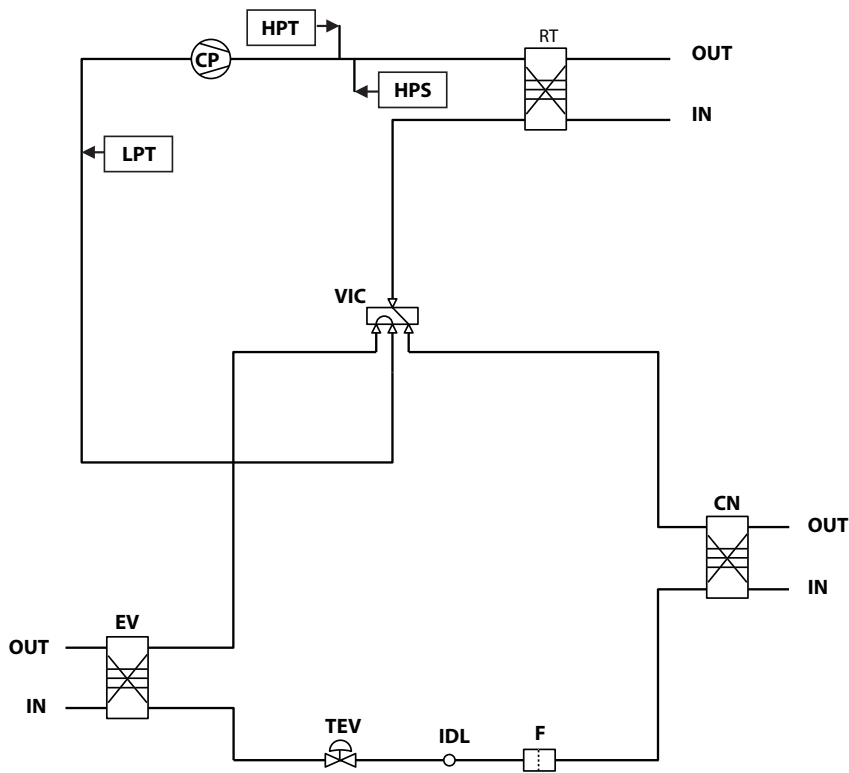 HPT
RT
OUT
CP
HPS
IN
LPT
VIC
CN
OUT
IN
EV
OUT
IN
TEV
IDL
F